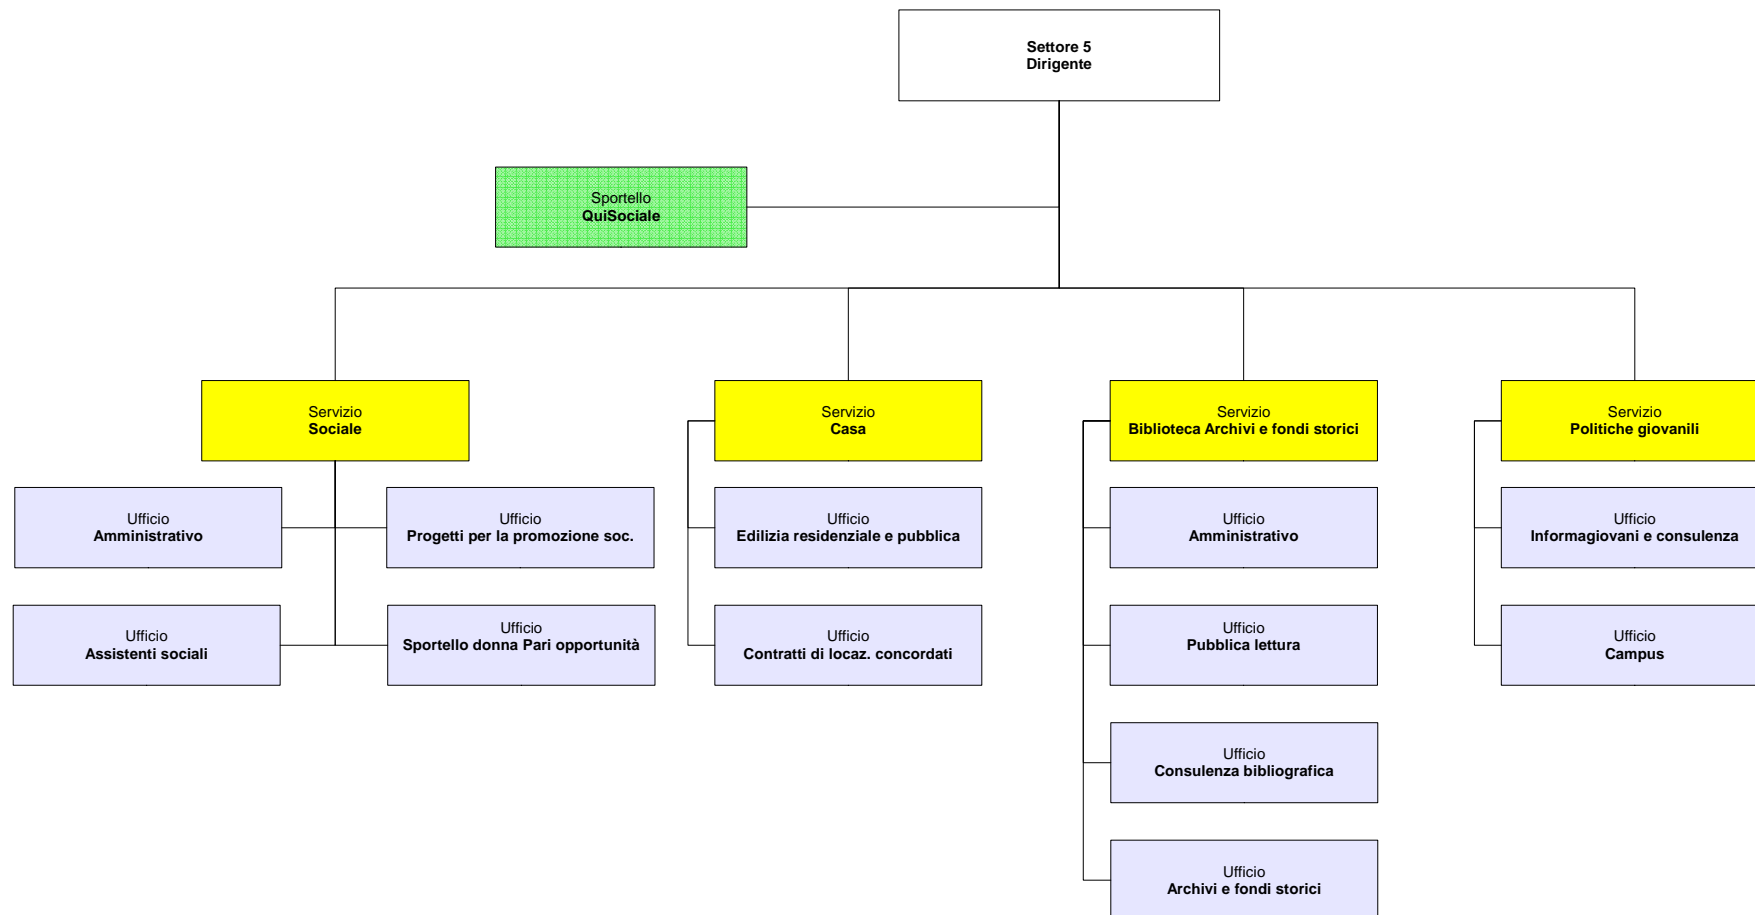 Settore 5
Dirigente
Sportello
QuiSociale
Servizio
Sociale
Servizio
Casa
Servizio
Biblioteca Archivi e fondi storici
Servizio
Politiche giovanili
Ufficio
Amministrativo
Ufficio
Progetti per la promozione soc.
Ufficio
Edilizia residenziale e pubblica
Ufficio
Amministrativo
Ufficio
Informagiovani e consulenza
Ufficio
Assistenti sociali
Ufficio
Sportello donna Pari opportunità
Ufficio
Contratti di locaz. concordati
Ufficio
Pubblica lettura
Ufficio
Campus
Ufficio
Consulenza bibliografica
Ufficio
Archivi e fondi storici